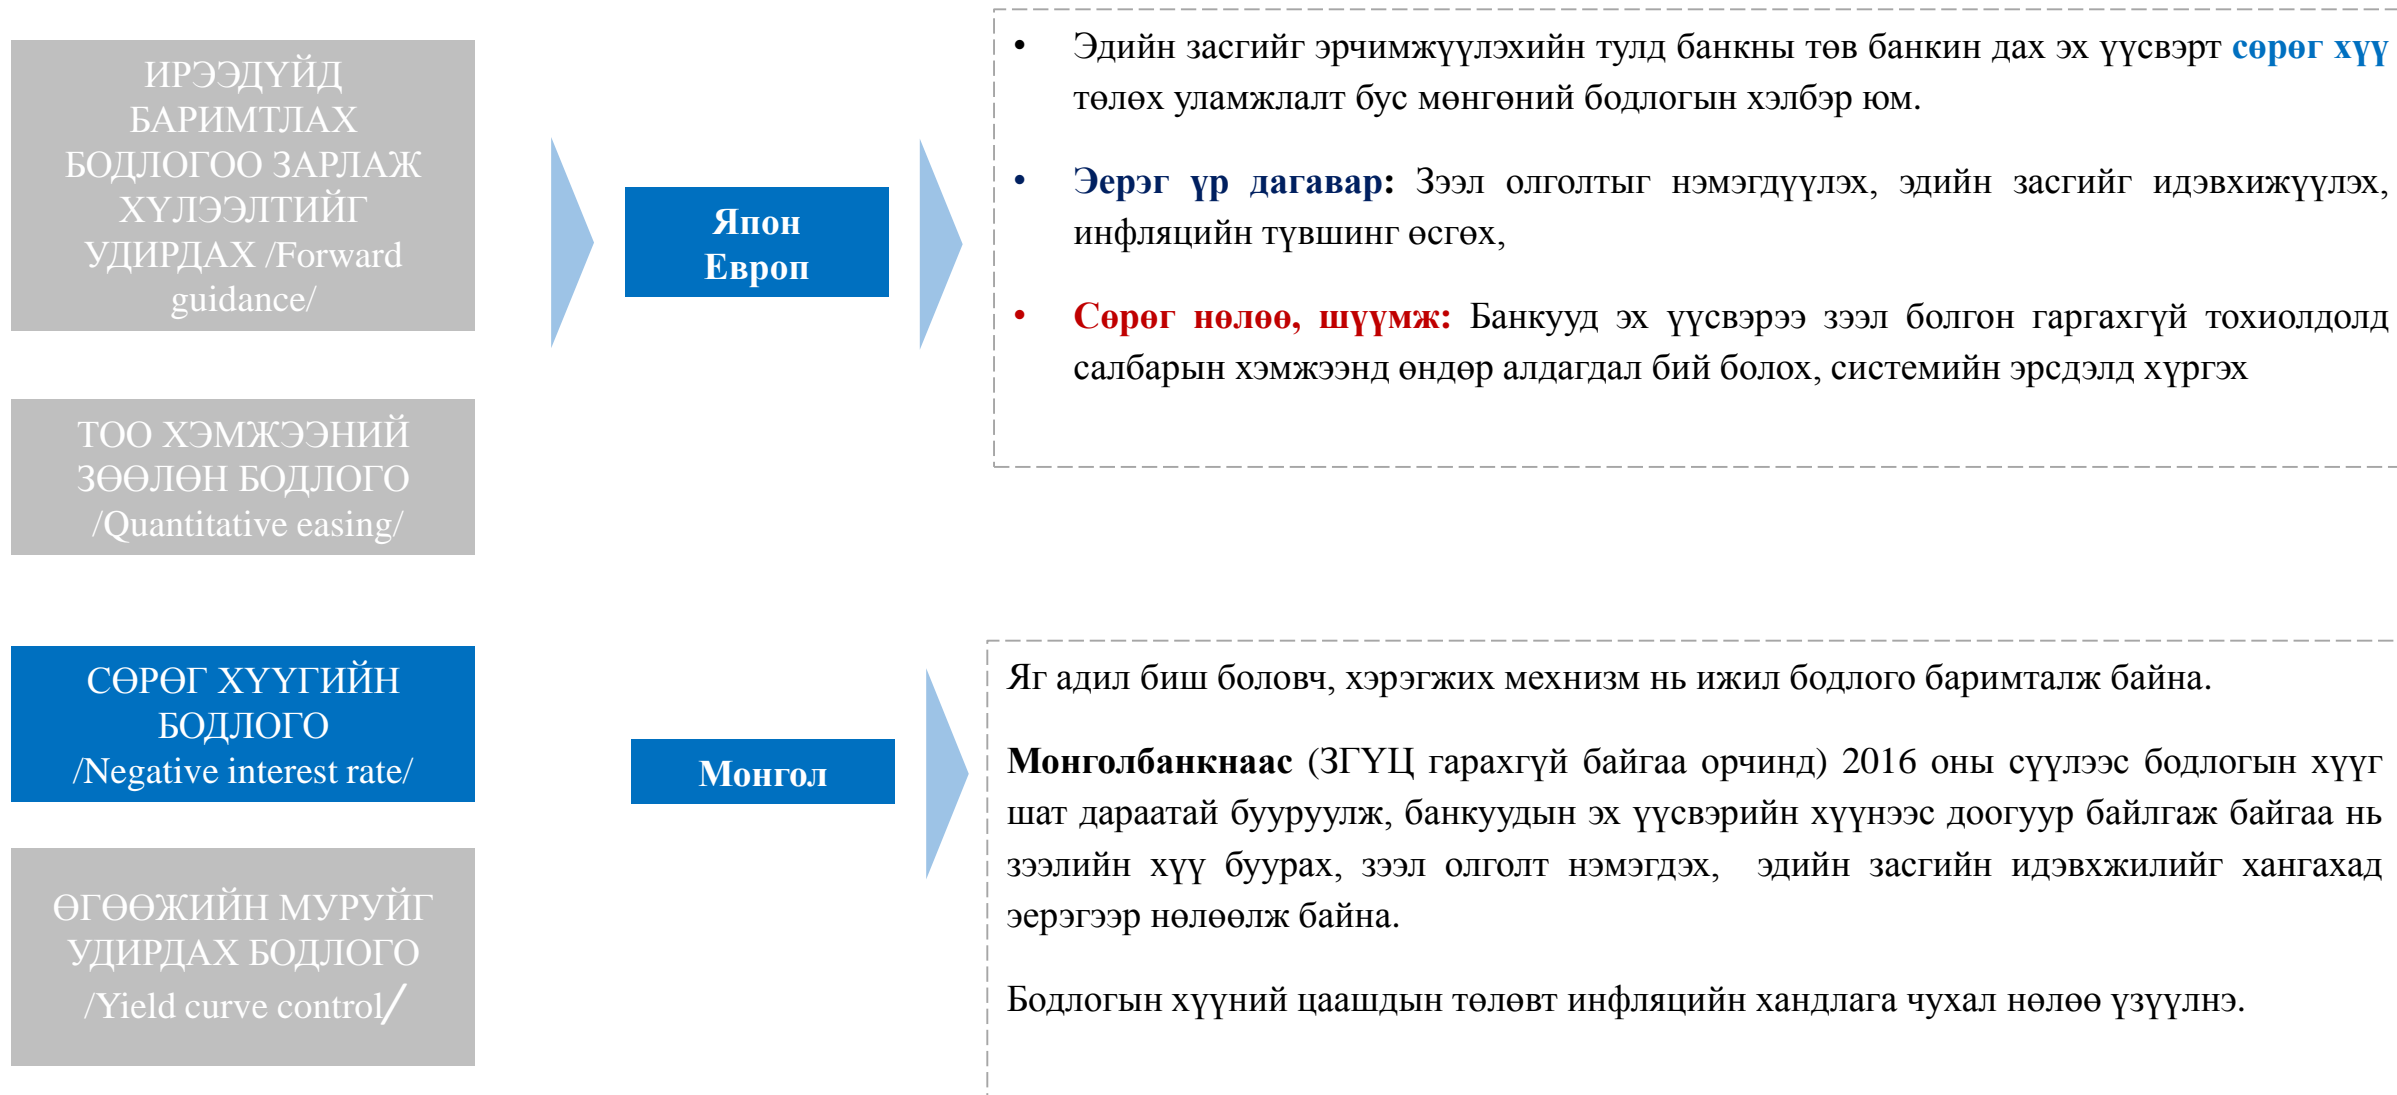 ИРЭЭДҮЙД
БАРИМТЛАХ
БОДЛОГОО ЗАРЛАЖ
ХҮЛЭЭЛТИЙГ
УДИРДАХ /Forward
guidance/
ТОО ХЭМЖЭЭНИЙ
ЗӨӨЛӨН БОДЛОГО
/Quantitative easing/
СӨРӨГ ХҮҮГИЙН
БОДЛОГО
/Negative interest rate/
ӨГӨӨЖИЙН МУРУЙГ
УДИРДАХ БОДЛОГО
/Yield curve control/
Япон
Европ
• Эдийн засгийг эрчимжүүлэхийн тулд банкны төв банкин дах эх үүсвэрт сөрөг хүү
төлөх уламжлалт бус мөнгөний бодлогын хэлбэр юм.
• Эерэг үр дагавар: Зээл олголтыг нэмэгдүүлэх, эдийн засгийг идэвхижүүлэх,
инфляцийн түвшинг өсгөх,
• Сөрөг нөлөө, шүүмж: Банкууд эх үүсвэрээ зээл болгон гаргахгүй тохиолдолд
салбарын хэмжээнд өндөр алдагдал бий болох, системийн эрсдэлд хүргэх
Монгол
Яг адил биш боловч, хэрэгжих мехнизм нь ижил бодлого баримталж байна.
Монголбанкнаас (ЗГҮЦ гарахгүй байгаа орчинд) 2016 оны сүүлээс бодлогын хүүг
шат дараатай бууруулж, банкуудын эх үүсвэрийн хүүнээс доогуур байлгаж байгаа нь
зээлийн хүү буурах, зээл олголт нэмэгдэх, эдийн засгийн идэвхжилийг хангахад
эерэгээр нөлөөлж байна.
Бодлогын хүүний цаашдын төлөвт инфляцийн хандлага чухал нөлөө үзүүлнэ.